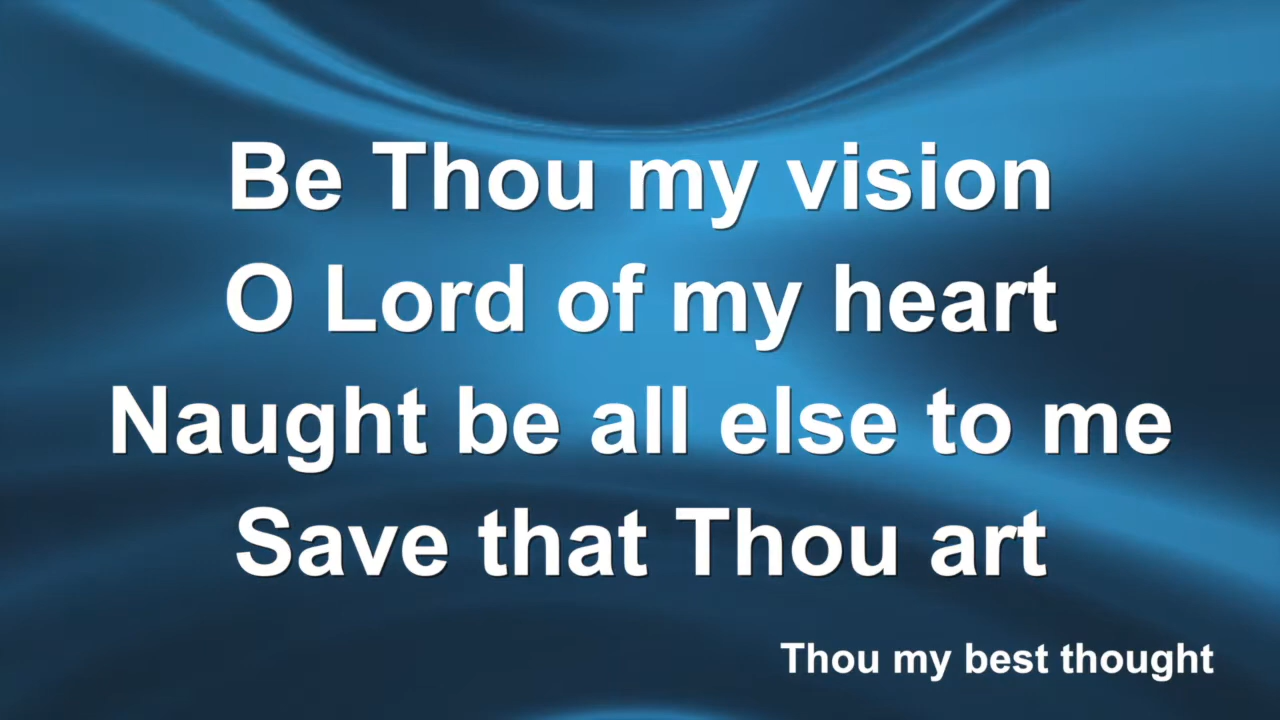 Be Thou my vision
O Lord of my heart
Naught be all else to me
Save that Thou art
Thou my best thought